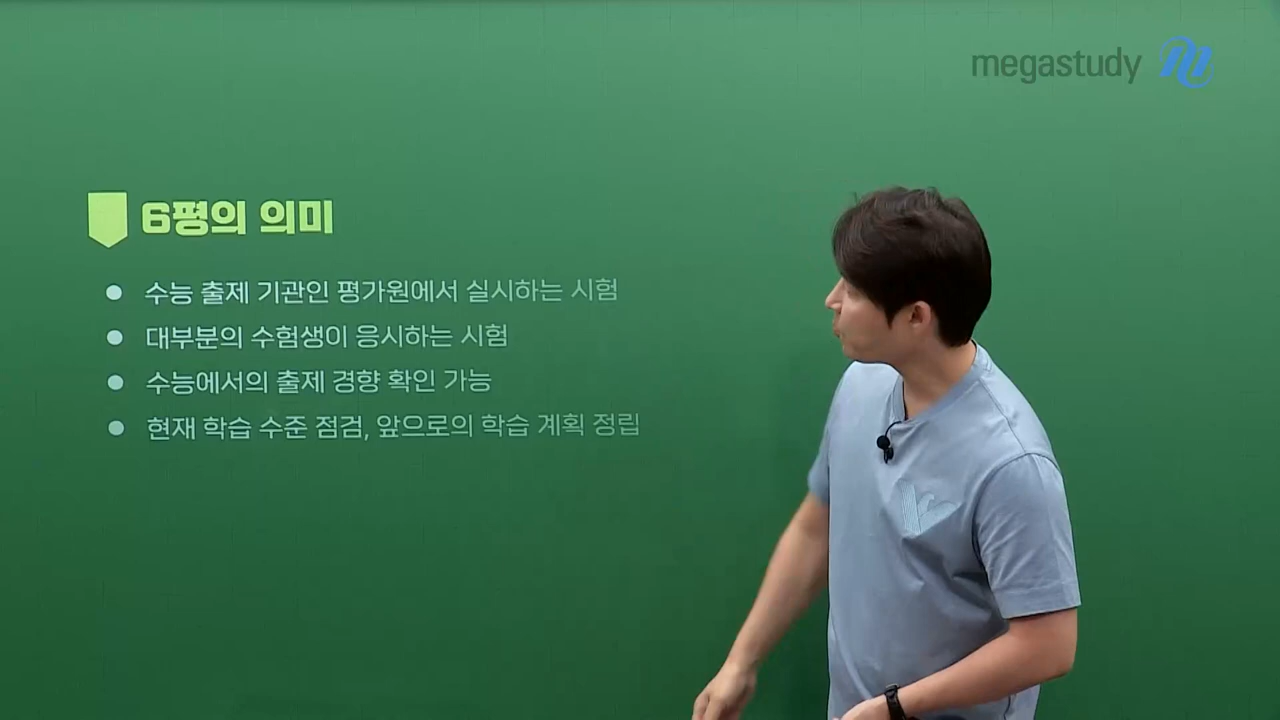 megastudy
6평의 의미
수능 출제 기관인 평가원에서 실시하는 시험
대부분의 수험생이 응시하는 시험
수능에서의 출제 경향 확인 가능
현재 학습 수준 점검, 앞으로의 학습 계획 정립